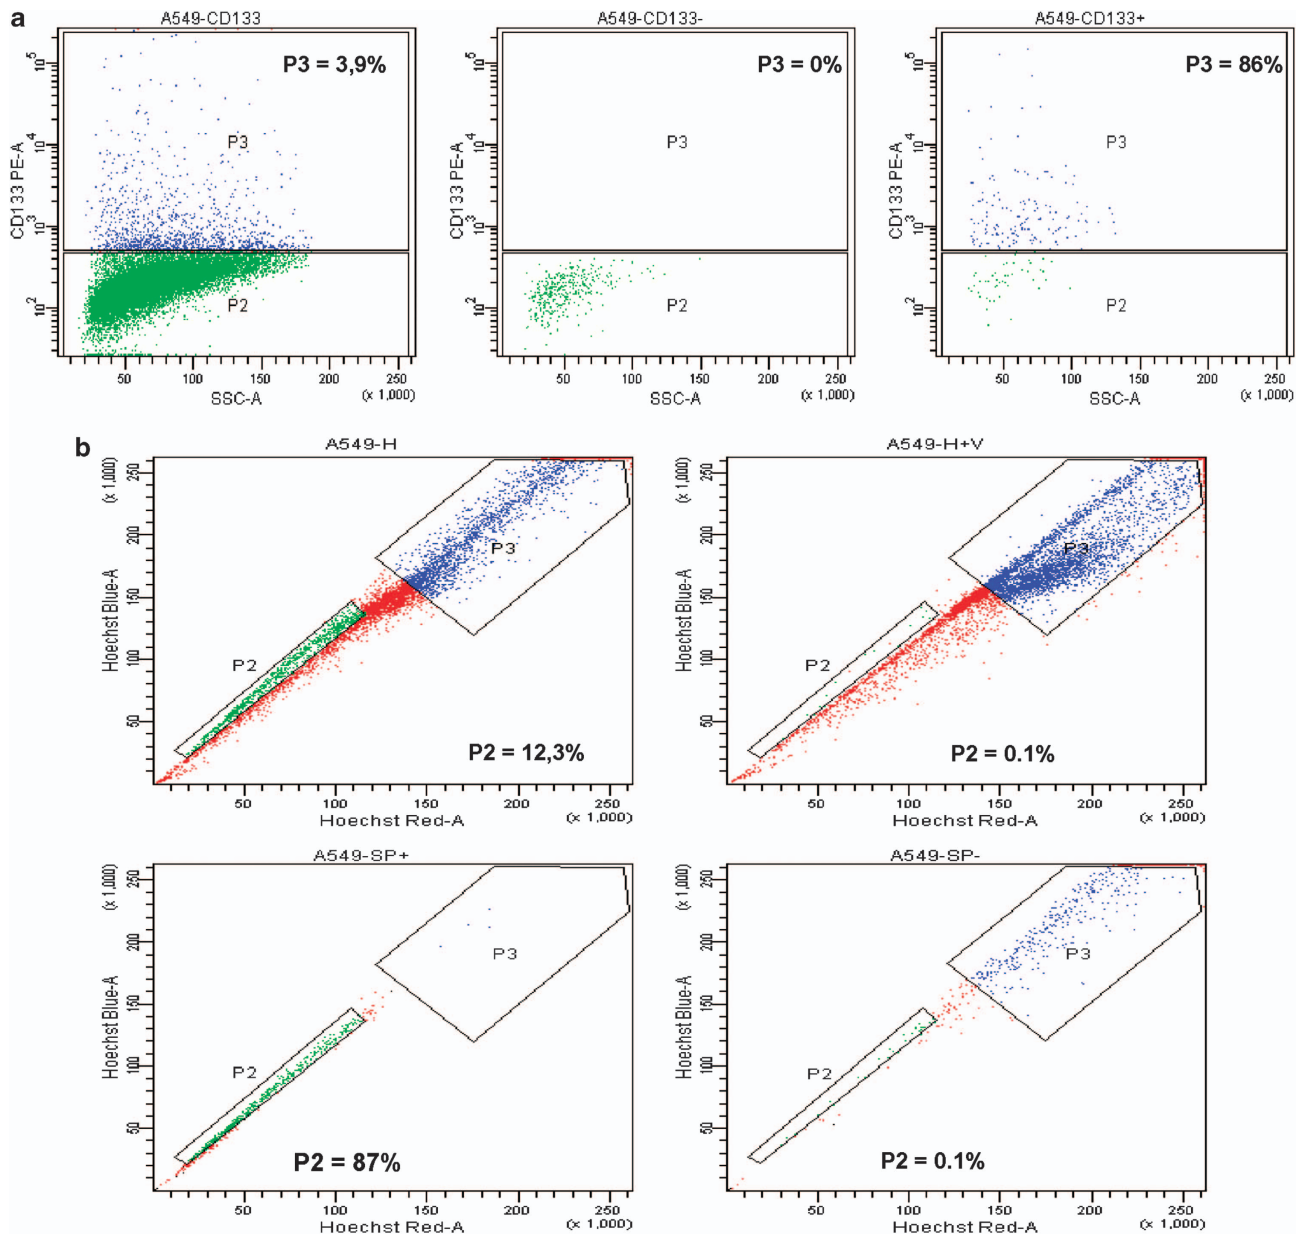 a
A549-CD133
P3 = 3,9%
P3
P2
CD133 PE-A
10^5
10^4
10^3
10^2
50 100 150 200 250
SSC-A (x 1,000)
A549-CD133-
P3 = 0%
P3
P2
CD133 PE-A
10^5
10^4
10^3
10^2
50 100 150 200 250
SSC-A (x 1,000)
A549-CD133+
P3 = 86%
P3
P2
CD133 PE-A
10^5
10^4
10^3
10^2
50 100 150 200 250
SSC-A (x 1,000)
b
A549-H
(x 1,000)
Hoechst Blue-A
250
200
150
100
50
P3
P2
P2 = 12,3%
50 100 150 200 250
Hoechst Red-A (x 1,000)
A549-H+V
(x 1,000)
Hoechst Blue-A
250
200
150
100
50
P3
P2
P2 = 0.1%
50 100 150 200 250
Hoechst Red-A (x 1,000)
A549-SP+
(x 1,000)
Hoechst Blue-A
250
200
150
100
50
P3
P2
P2 = 87%
50 100 150 200 250
Hoechst Red-A (x 1,000)
A549-SP-
(x 1,000)
Hoechst Blue-A
250
200
150
100
50
P3
P2
P2 = 0.1%
50 100 150 200 250
Hoechst Red-A (x 1,000)